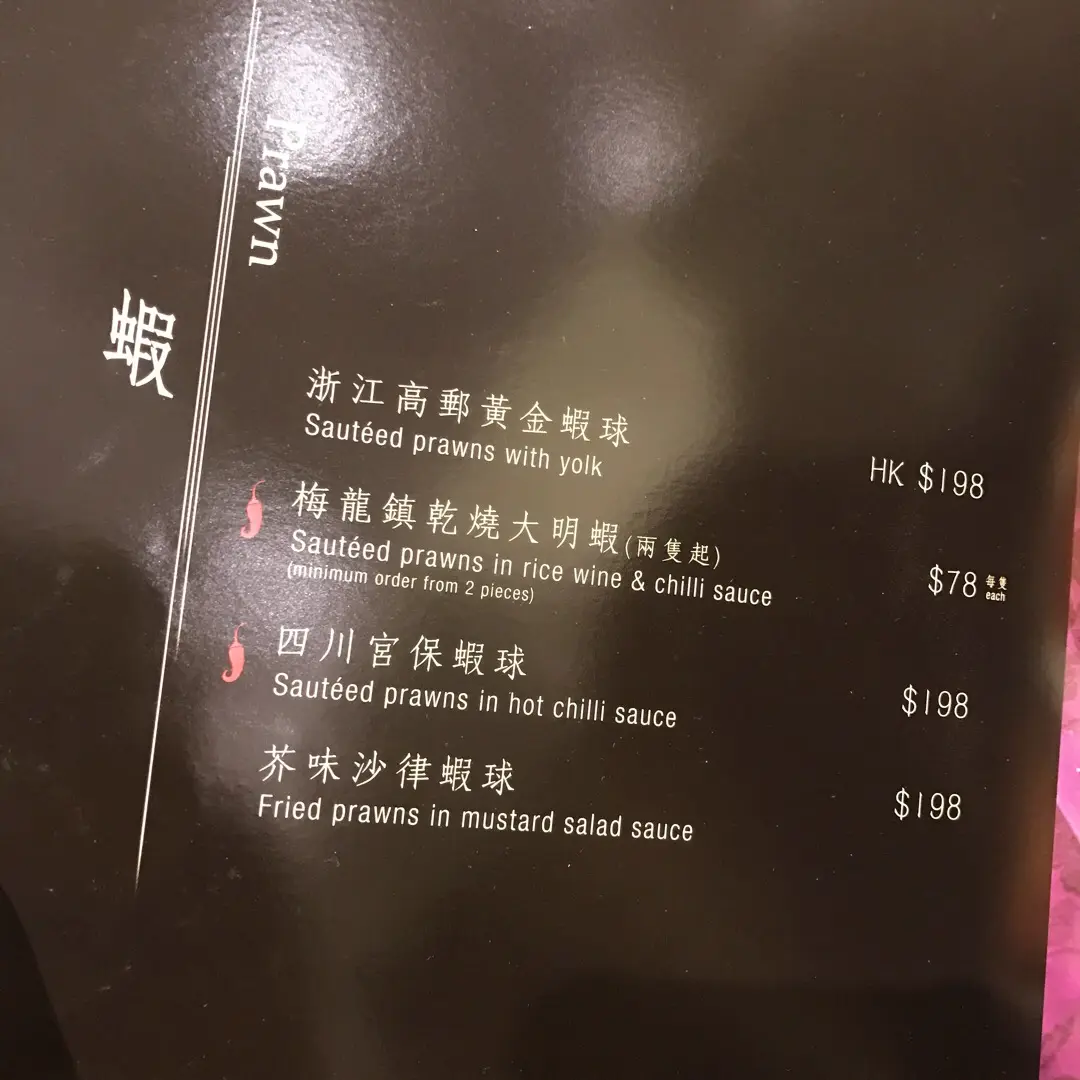 Prawn
蝦
浙江高郵黃金蝦球
Sautéed prawns with yolk
HK $198
梅龍鎮乾燒大明蝦(兩隻起)
Sautéed prawns in rice wine & chilli sauce
(minimum order from 2 pieces)
$78 每隻 each
四川宮保蝦球
Sautéed prawns in hot chilli sauce
$198
芥味沙律蝦球
Fried prawns in mustard salad sauce
$198